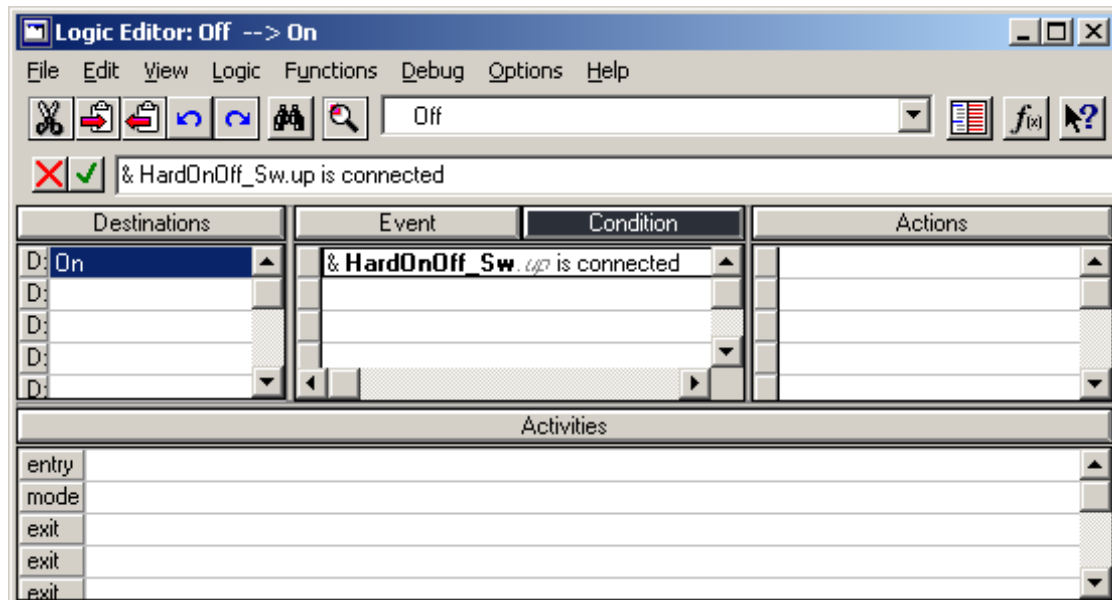 Logic Editor: Off --> On
File Edit View Logic Functions Debug Options Help
Off
f(x) ?
& HardOnOff_Sw.up is connected
Destinations Event Condition Actions
D: On & HardOnOff_Sw.up is connected
D:
D:
D:
D:
Activities
entry
mode
exit
exit
exit